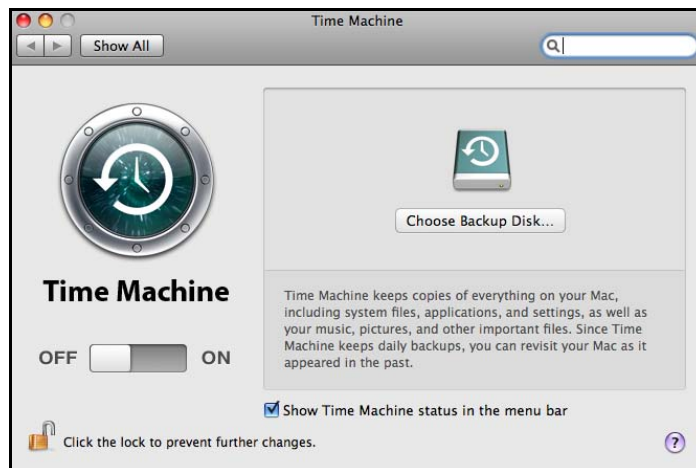 Time Machine
Show All
Choose Backup Disk...
Time Machine
Time Machine keeps copies of everything on your Mac,
including system files, applications, and settings, as well as
your music, pictures, and other important files. Since Time
Machine keeps daily backups, you can revisit your Mac as it
appeared in the past.
OFF ON
Show Time Machine status in the menu bar
Click the lock to prevent further changes.
?